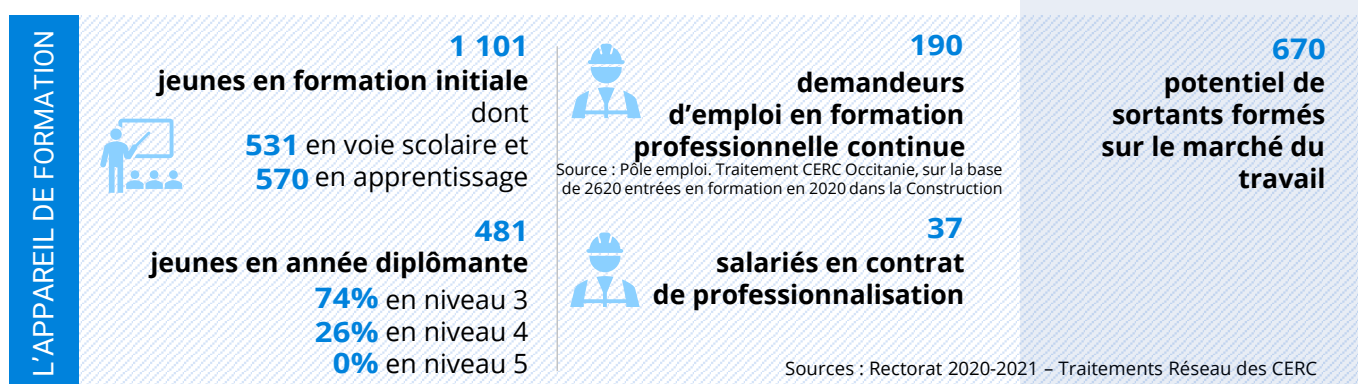 L'APPAREIL DE FORMATION
1 101
jeunes en formation initiale
dont
531 en voie scolaire et
570 en apprentissage
481
jeunes en année diplômante
74% en niveau 3
26% en niveau 4
0% en niveau 5
190
demandeurs
d'emploi en formation
professionnelle continue
Source : Pôle emploi. Traitement CERC Occitanie, sur la base
de 2620 entrées en formation en 2020 dans la Construction
37
salariés en contrat
de professionnalisation
670
potentiel de
sortants formés
sur le marché du
travail
Sources : Rectorat 2020-2021 – Traitements Réseau des CERC